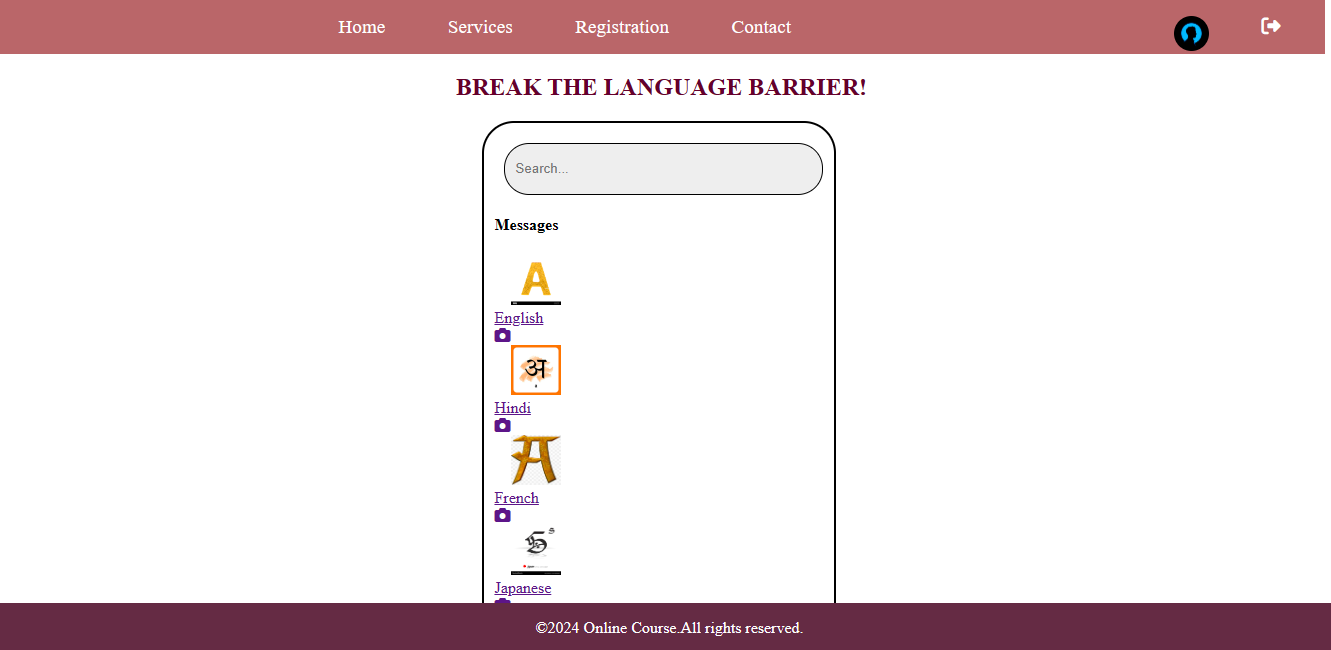 Home Services Registration Contact
BREAK THE LANGUAGE BARRIER!
Search...
Messages
A
English
अ
Hindi
French
Japanese
©2024 Online Course.All rights reserved.